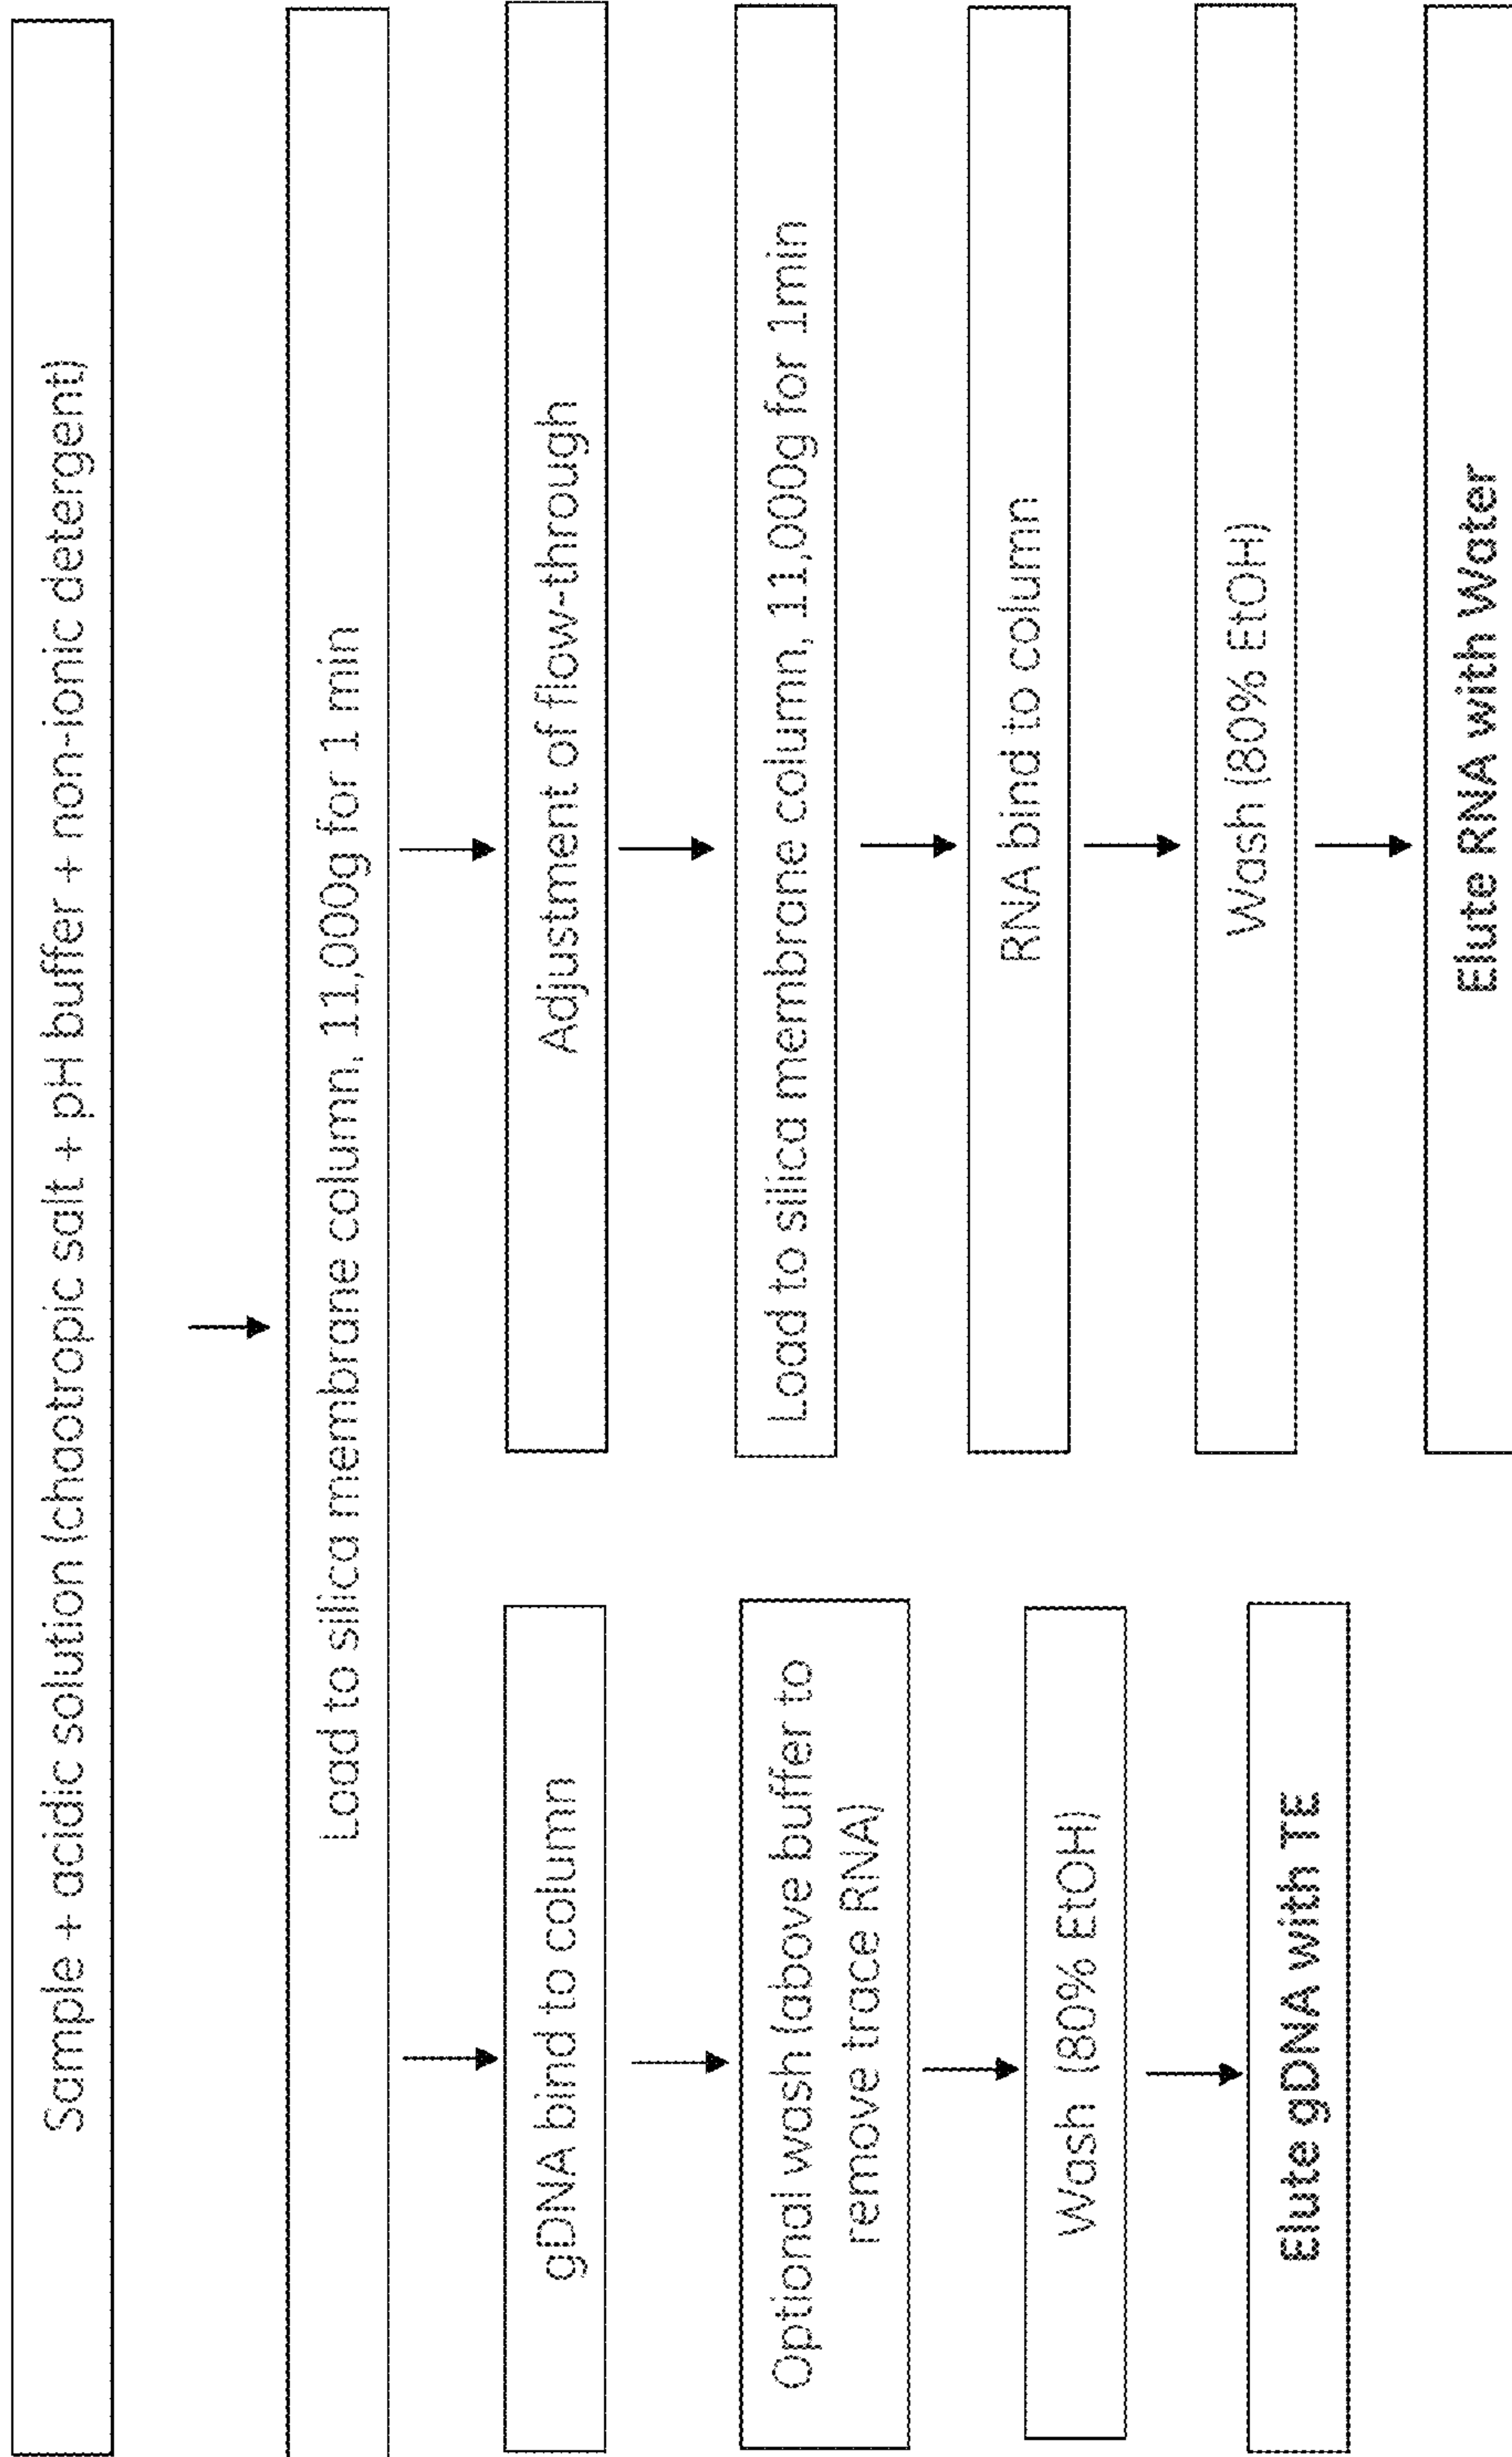 Sample + acidic solution (chaotropic salt + pH buffer + non-ionic detergent)
Load to silica membrane column, 11,000g for 1 min
gDNA bind to column
Optional wash (above buffer to
remove trace RNA)
Wash (80% EtOH)
Elute gDNA with TE
Adjustment of flow-through
Load to silica membrane column, 11,000g for 1min
RNA bind to column
Wash (80% EtOH)
Elute RNA with Water